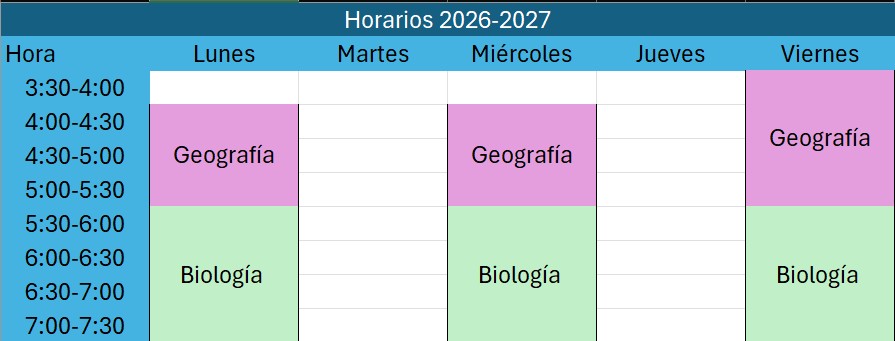 Horarios 2026-2027
Hora Lunes Martes Miércoles Jueves Viernes
3:30-4:00
4:00-4:30
Geografía
4:30-5:00 Geografía Geografía
5:00-5:30
5:30-6:00
6:00-6:30
Biología Biología Biología
6:30-7:00
7:00-7:30